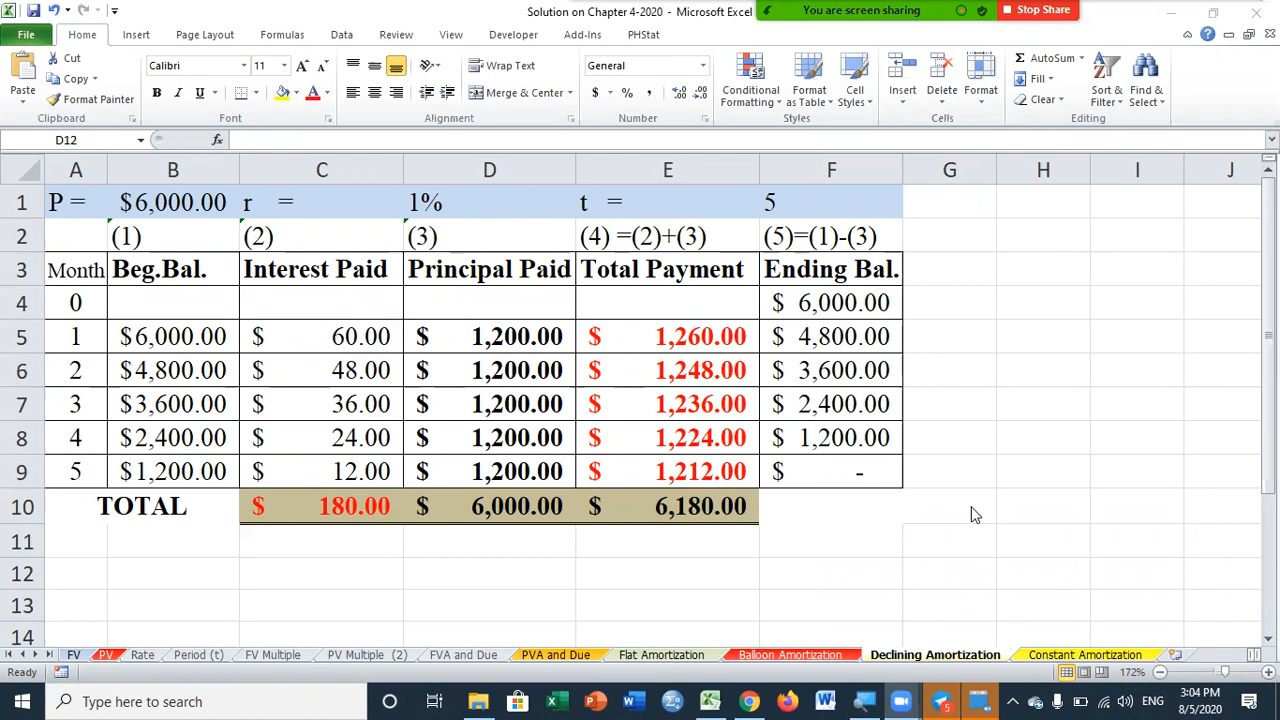 Solution on Chapter 4-2020 - Microsoft Excel
You are screen sharing
Stop Share
File Home Insert Page Layout Formulas Data Review View Developer Add-Ins PHStat
Paste
Cut
Copy
Format Painter
Clipboard
Calibri 11
B I U
Font
Wrap Text
Merge & Center
Alignment
General
$ % ,
Number
Conditional Formatting
Format as Table
Cell Styles
Styles
Insert Delete Format
Cells
AutoSum
Fill
Clear
Sort & Filter
Find & Select
Editing
D12 fx
A B C D E F G H I J
1 P = $6,000.00 r = 1% t = 5
2 (1) (2) (3) (4) =(2)+(3) (5)=(1)-(3)
3 Month Beg.Bal. Interest Paid Principal Paid Total Payment Ending Bal.
4 0 $ 6,000.00
5 1 $6,000.00 $ 60.00 $ 1,200.00 $ 1,260.00 $ 4,800.00
6 2 $4,800.00 $ 48.00 $ 1,200.00 $ 1,248.00 $ 3,600.00
7 3 $3,600.00 $ 36.00 $ 1,200.00 $ 1,236.00 $ 2,400.00
8 4 $2,400.00 $ 24.00 $ 1,200.00 $ 1,224.00 $ 1,200.00
9 5 $1,200.00 $ 12.00 $ 1,200.00 $ 1,212.00 $ -
10 TOTAL $ 180.00 $ 6,000.00 $ 6,180.00
11
12
13
14
FV PV Rate Period (t) FV Multiple PV Multiple (2) FVA and Due PVA and Due Flat Amortization Balloon Amortization Declining Amortization Constant Amortization
Ready 172%
Type here to search
5
ENG
3:04 PM
8/5/2020